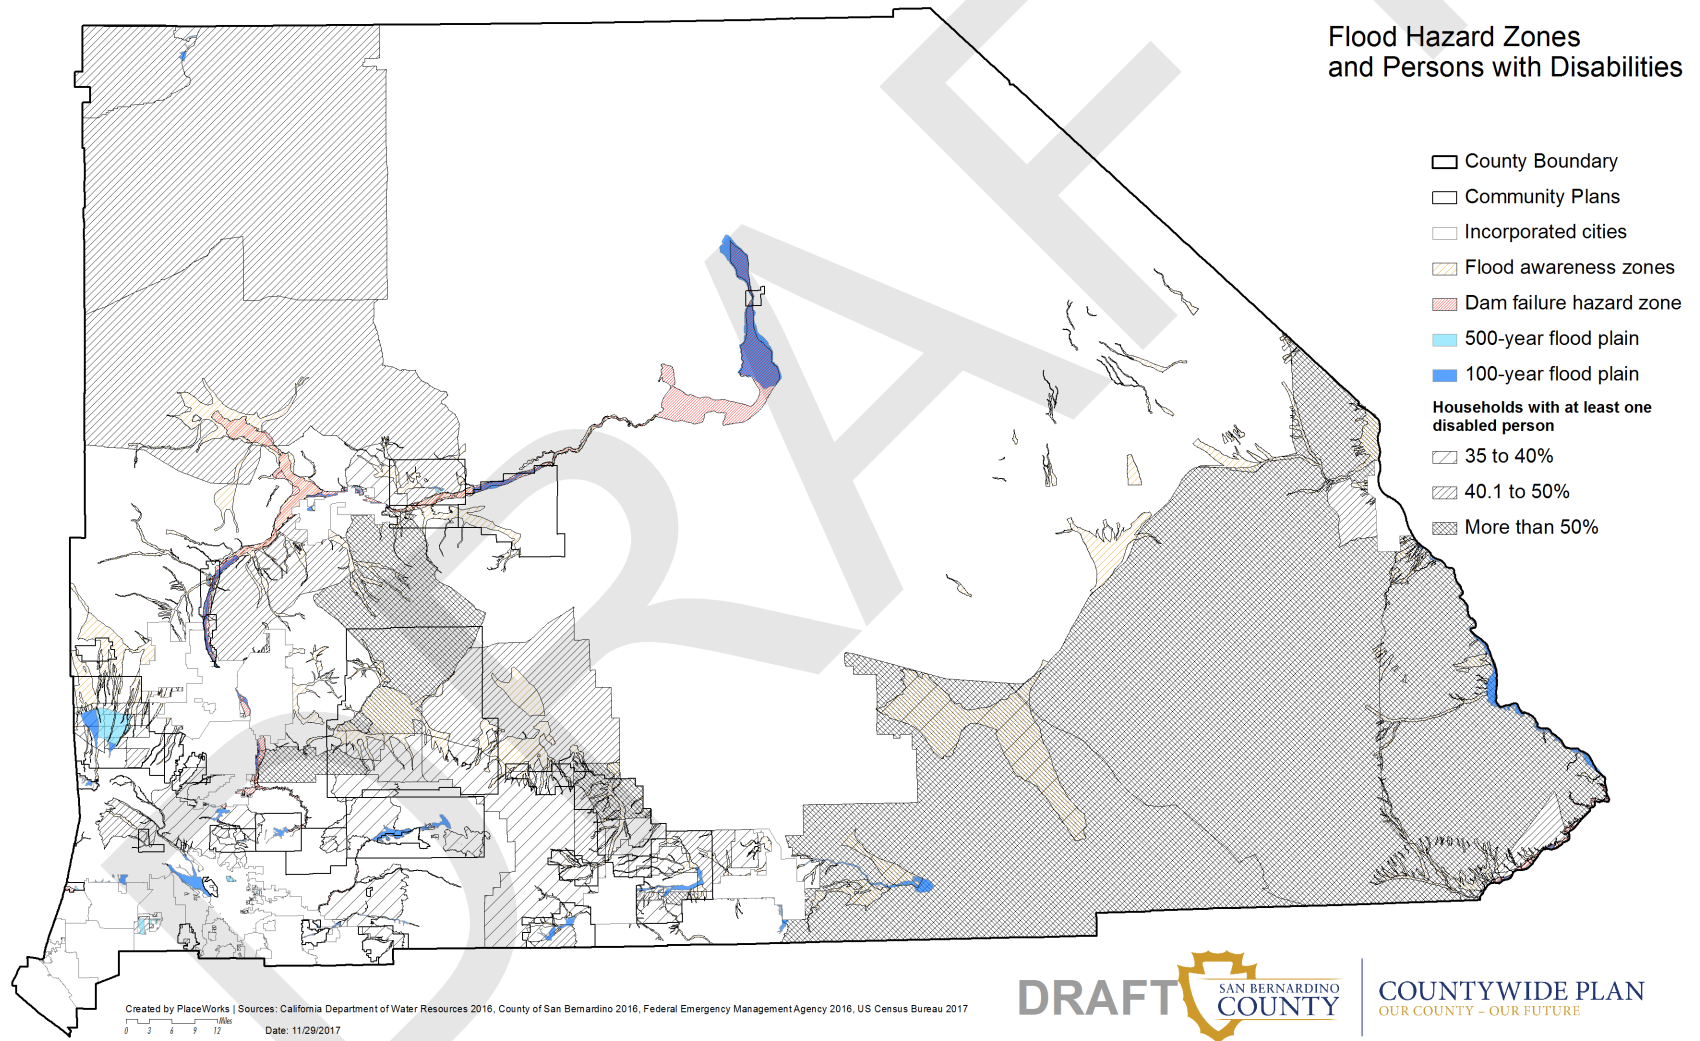 Flood Hazard Zones
and Persons with Disabilities
County Boundary
Community Plans
Incorporated cities
Flood awareness zones
Dam failure hazard zone
500-year flood plain
100-year flood plain
Households with at least one
disabled person
35 to 40%
40.1 to 50%
More than 50%
DRAFT
Created by PlaceWorks | Sources: California Department of Water Resources 2016, County of San Bernardino 2016, Federal Emergency Management Agency 2016, US Census Bureau 2017
Miles
0 3 6 9 12
Date: 11/29/2017
DRAFT
SAN BERNARDINO
COUNTY
COUNTYWIDE PLAN
OUR COUNTY – OUR FUTURE